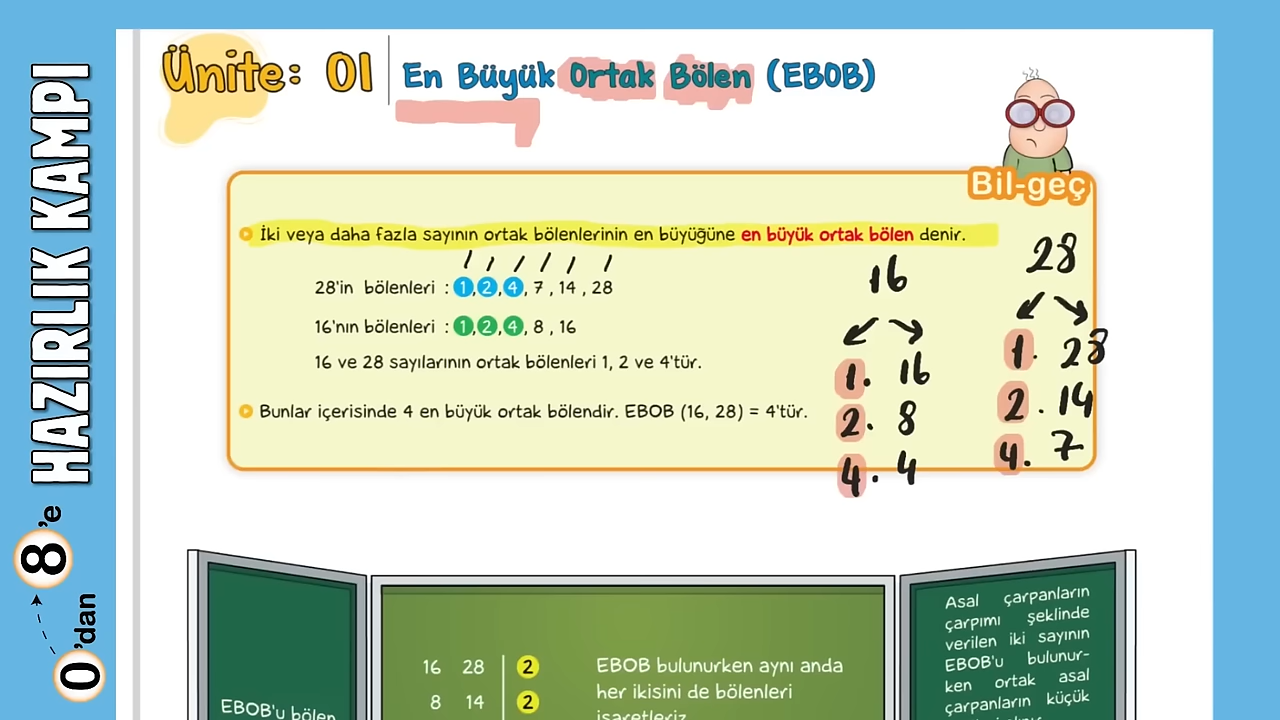 0'dan 8'e HAZIRLIK KAMPI
Ünite: 01
En Büyük Ortak Bölen (EBOB)
Bil-geç
İki veya daha fazla sayının ortak bölenlerinin en büyüğüne en büyük ortak bölen denir.
28'in bölenleri : 1, 2, 4, 7, 14, 28
16'nın bölenleri : 1, 2, 4, 8, 16
16 ve 28 sayılarının ortak bölenleri 1, 2 ve 4'tür.
Bunlar içerisinde 4 en büyük ortak bölendir. EBOB (16, 28) = 4'tür.
16
1. 16
2. 8
4. 4
28
1. 28
2. 14
4. 7
EBOB'u bölen
16 28 2
8 14 2
EBOB bulunurken aynı anda
her ikisini de bölenleri
işaretleriz
Asal çarpanların
çarpımı şeklinde
verilen iki sayının
EBOB'u bulunur-
ken ortak asal
çarpanların küçük